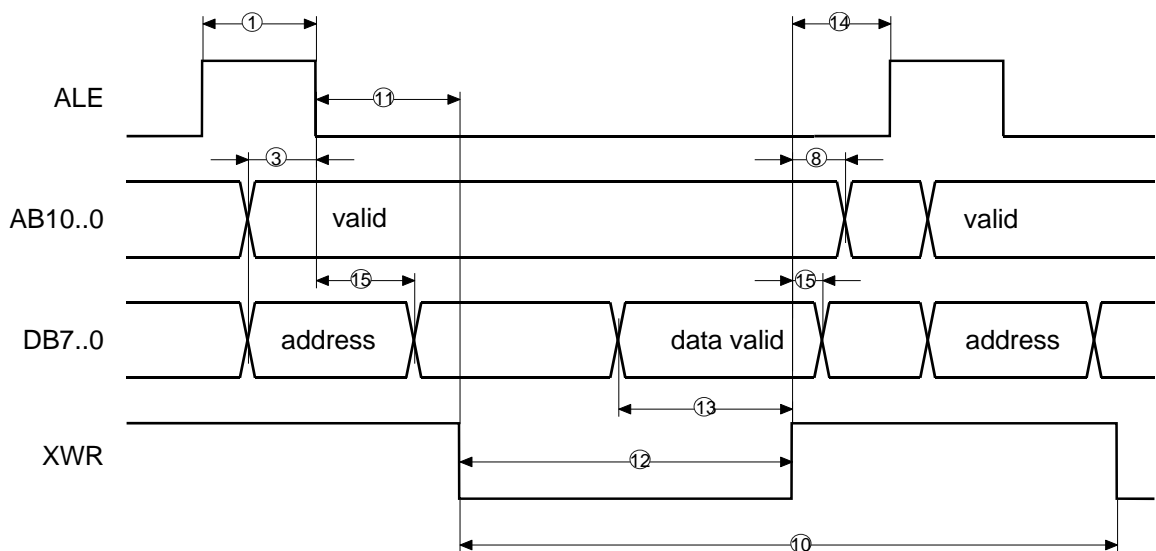 1
14
ALE
11
3
8
AB10..0
valid
valid
15
15
DB7..0
address
data valid
address
13
XWR
12
10